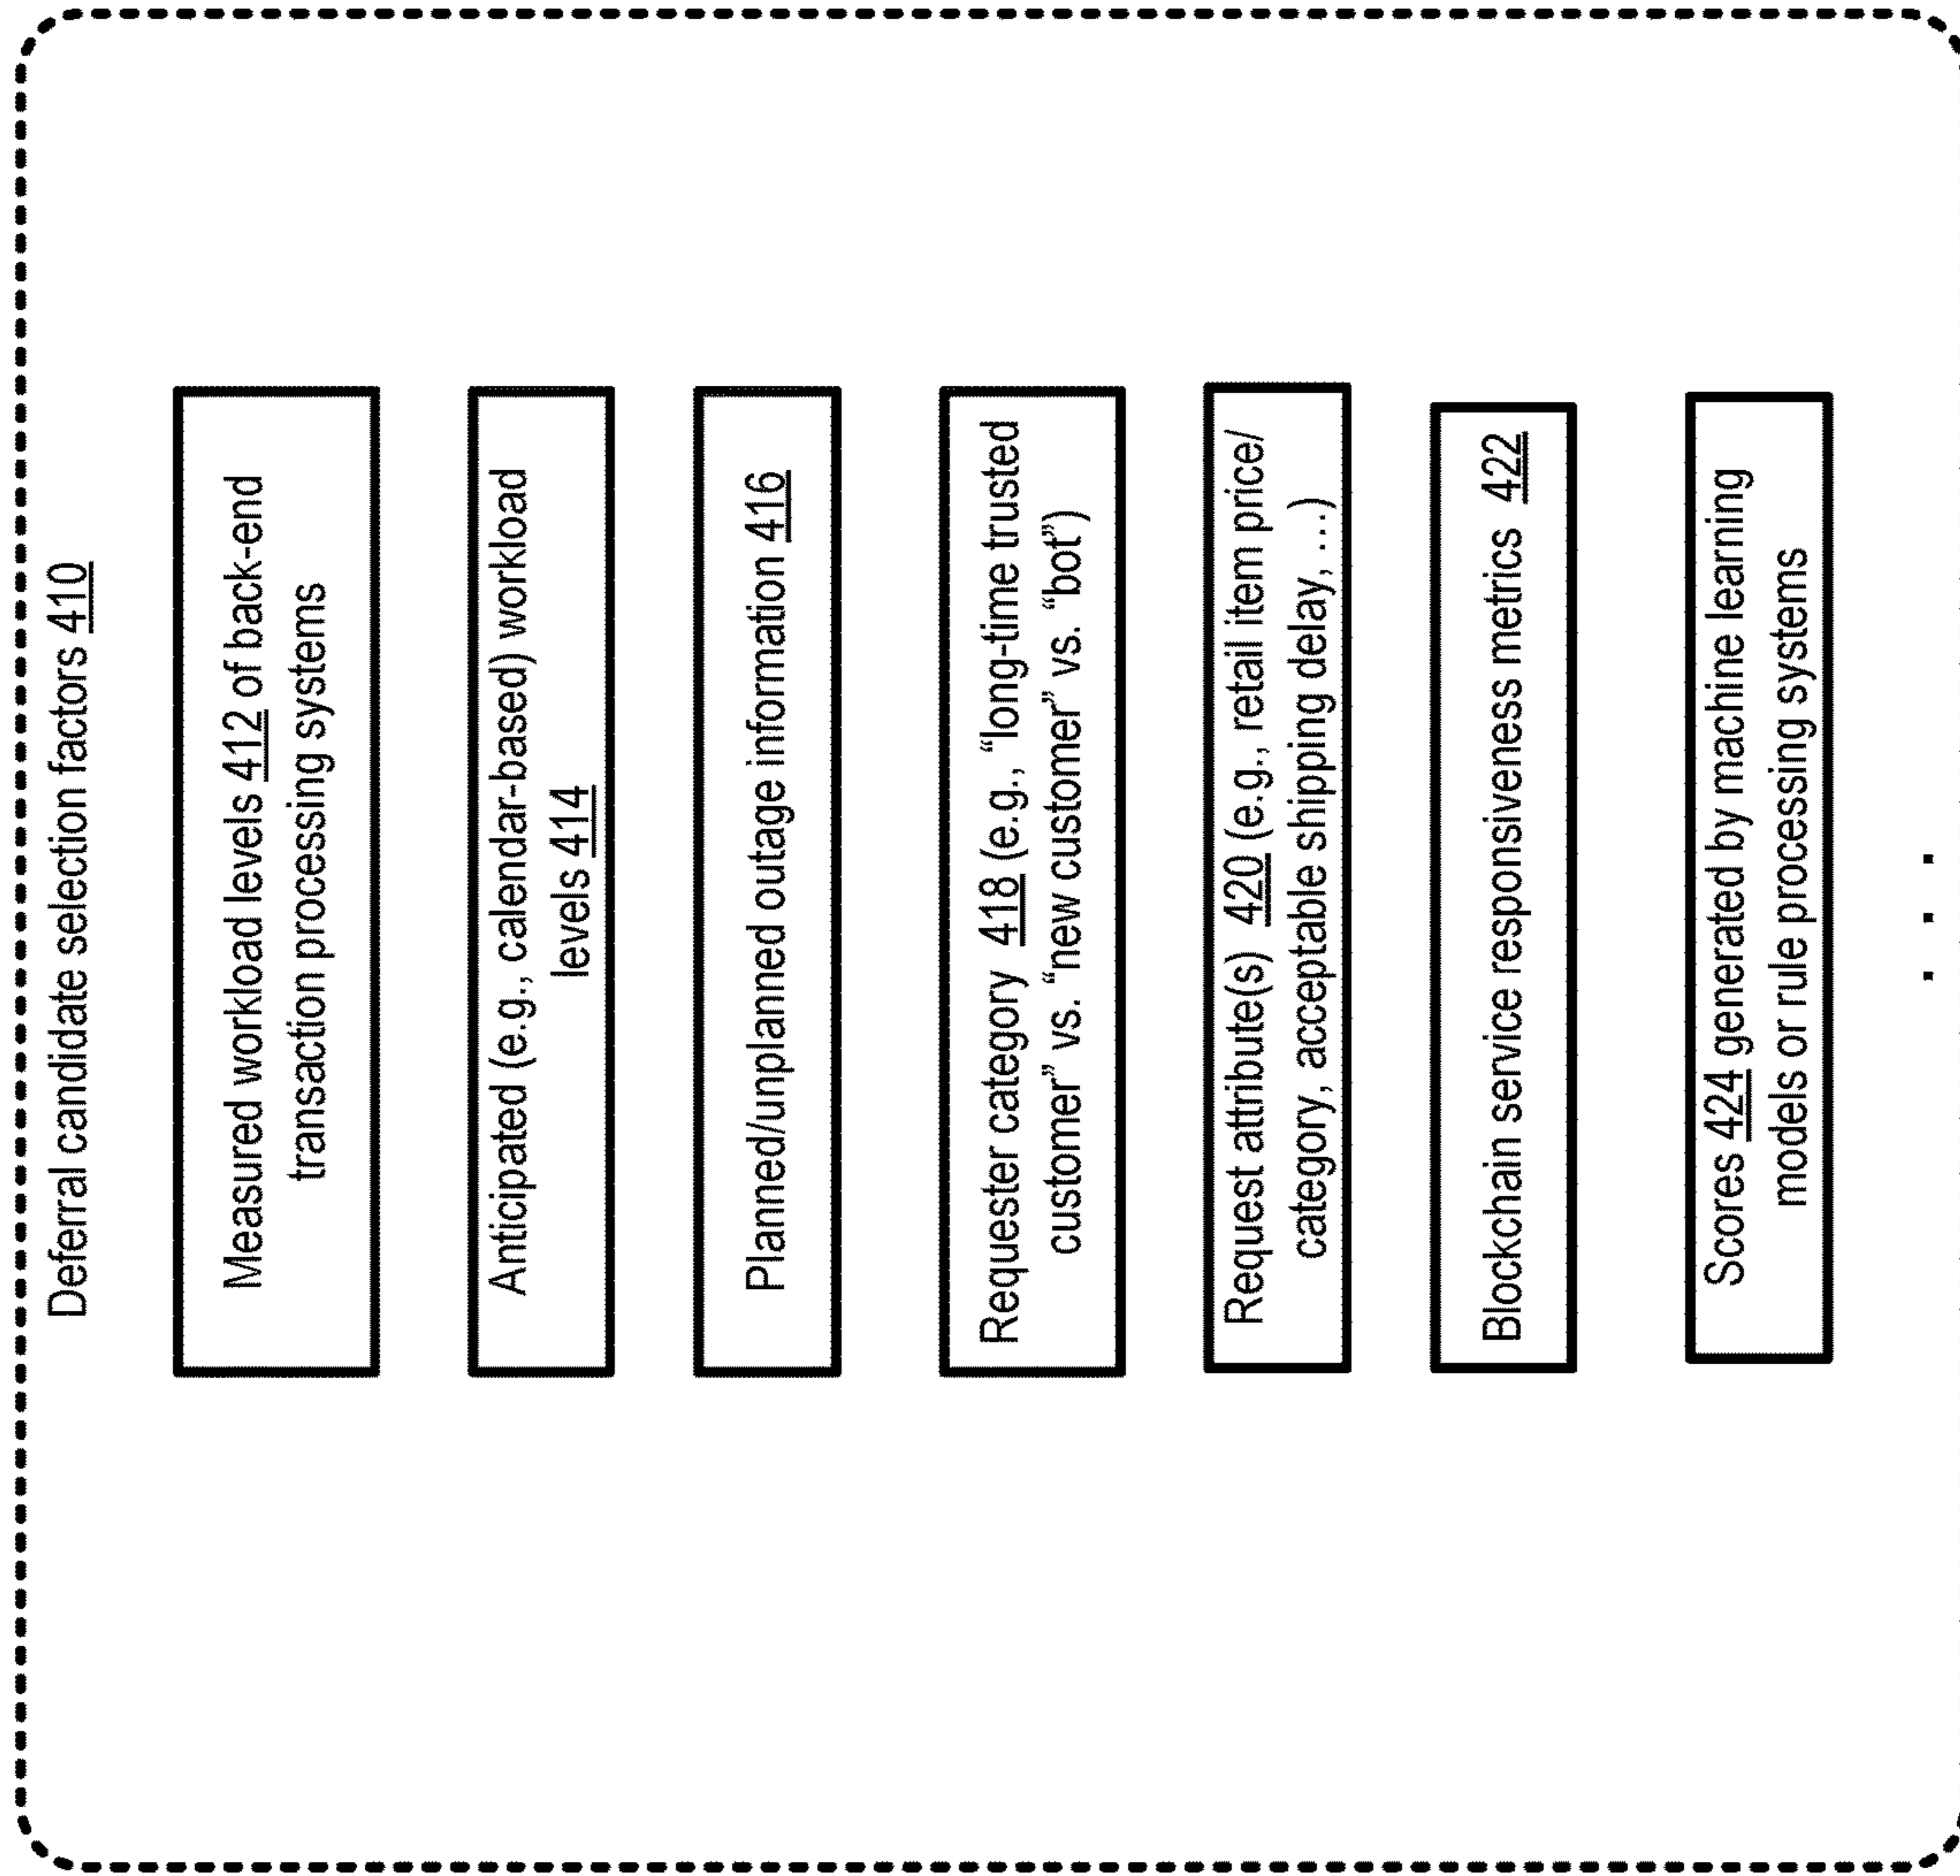 Deferral candidate selection factors 410
Measured workload levels 412 of back-end
transaction processing systems
Anticipated (e.g., calendar-based) workload
levels 414
Planned/unplanned outage information 416
Requester category 418 (e.g., “long-time trusted
customer” vs. “new customer” vs. “bot”)
Request attribute(s) 420 (e.g., retail item price/
category, acceptable shipping delay, …)
Blockchain service responsiveness metrics 422
Scores 424 generated by machine learning
models or rule processing systems
. . .